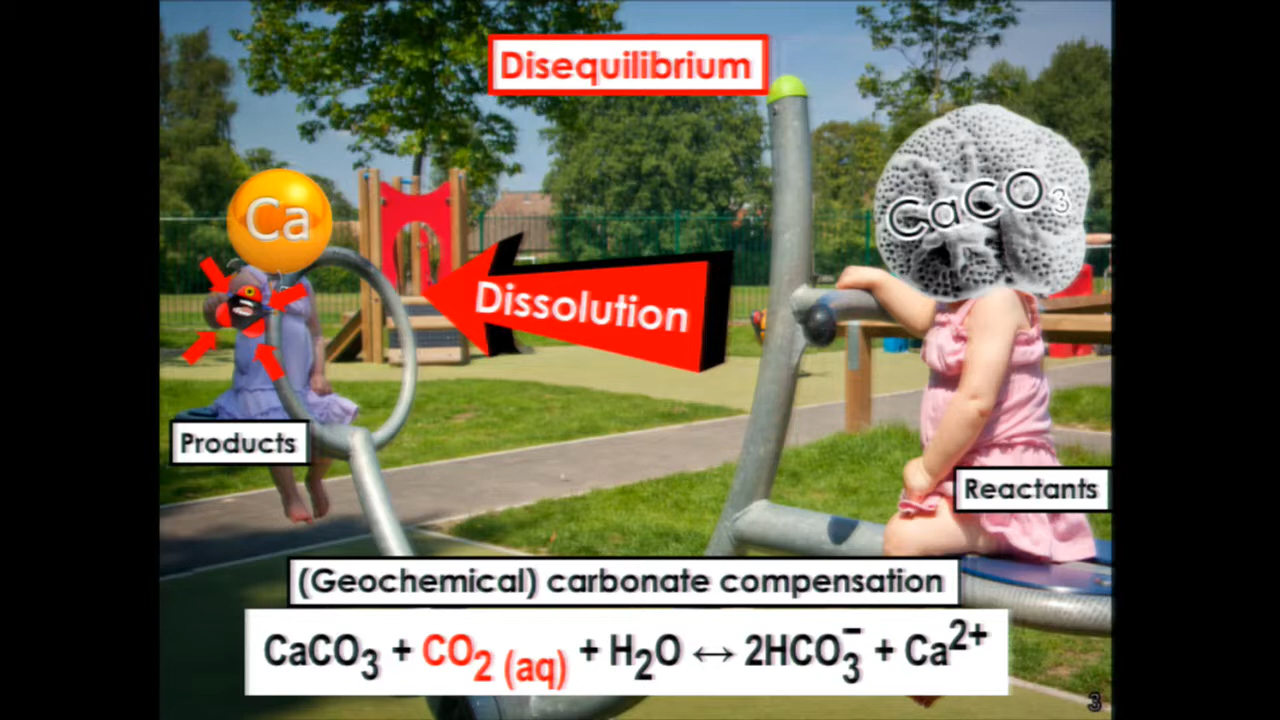 Disequilibrium
Ca
CaCO₃
Dissolution
Products
Reactants
(Geochemical) carbonate compensation
CaCO₃ + CO₂ (aq) + H₂O ↔ 2HCO₃⁻ + Ca²⁺
3